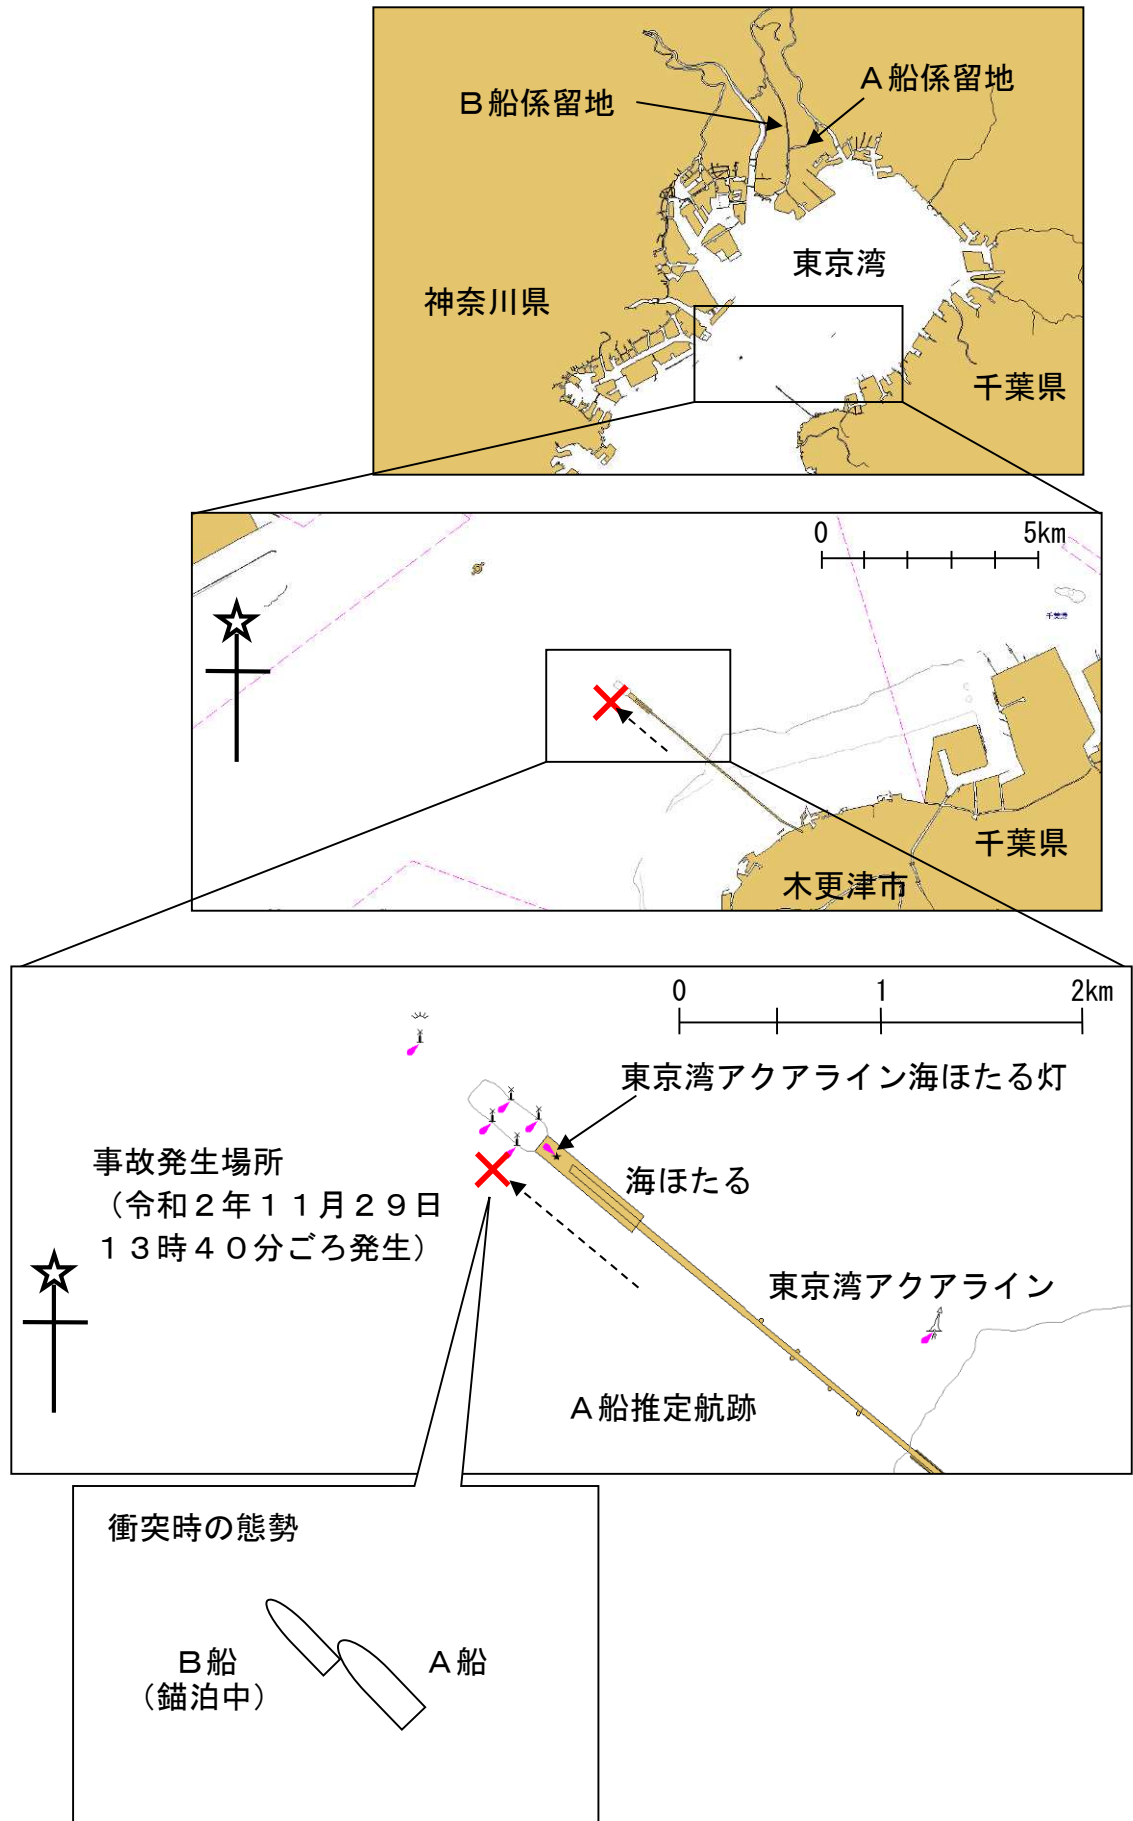 B船係留地
A船係留地
東京湾
神奈川県
千葉県
0 5km
千葉港
千葉県
木更津市
0 1 2km
東京湾アクアライン海ほたる灯
事故発生場所
(令和2年11月29日
13時40分ごろ発生)
海ほたる
東京湾アクアライン
A船推定航跡
衝突時の態勢
B船
(錨泊中)
A船